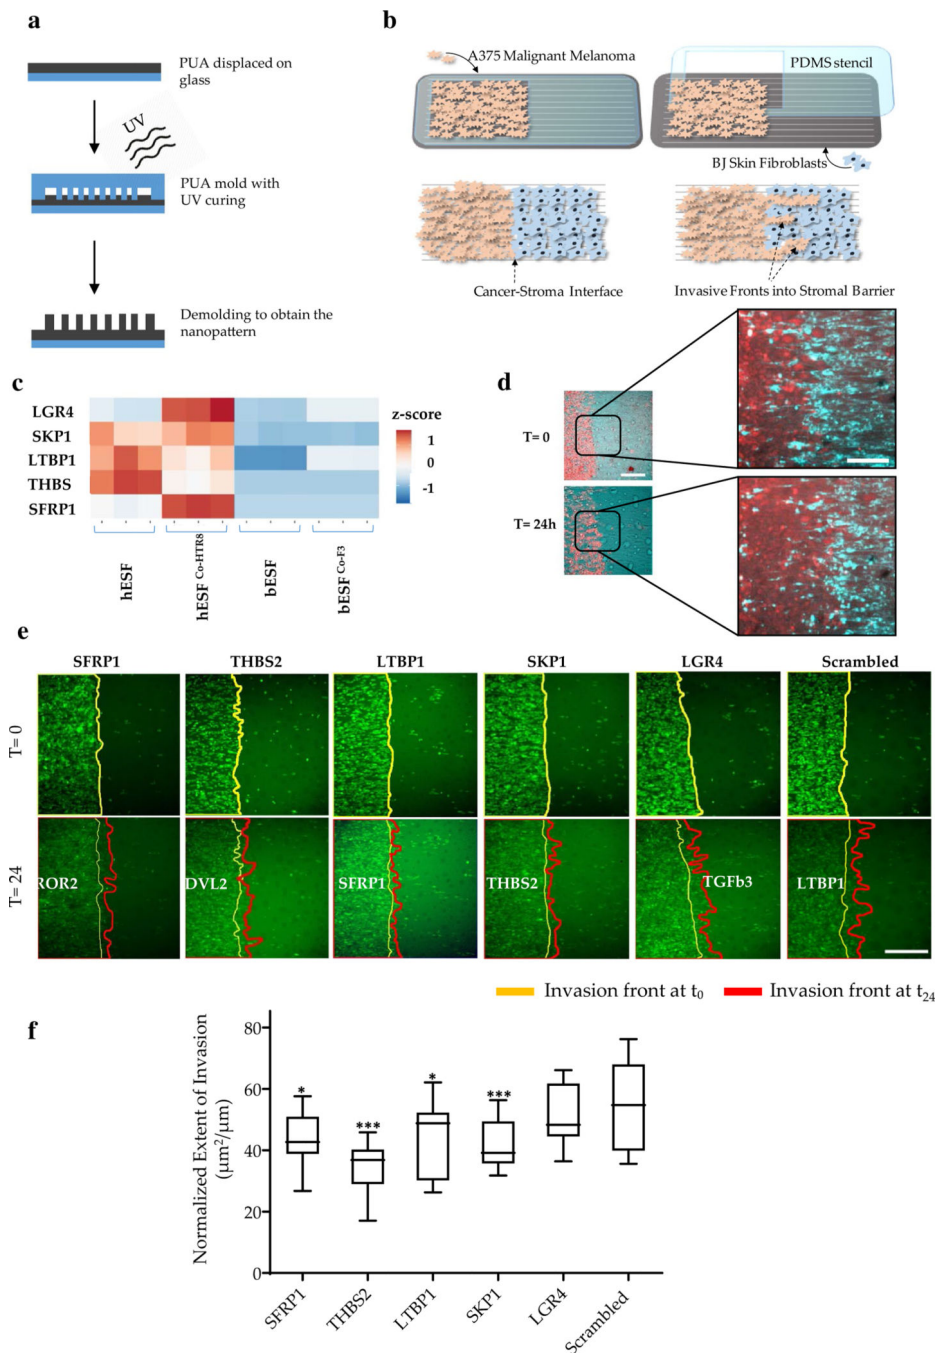 a
PUA displaced on
glass
UV
PUA mold with
UV curing
Demolding to obtain the
nanopattern
b
A375 Malignant Melanoma
PDMS stencil
BJ Skin Fibroblasts
Cancer-Stroma Interface
Invasive Fronts into Stromal Barrier
c
LGR4
SKP1
LTBP1
THBS
SFRP1
z-score
1
0
-1
hESF
hESF Co-HTR8
bESF
bESF Co-F3
d
T= 0
T= 24h
e
SFRP1
THBS2
LTBP1
SKP1
LGR4
Scrambled
T= 0
T= 24
ROR2
DVL2
SFRP1
THBS2
TGFb3
LTBP1
Invasion front at t0
Invasion front at t24
f
Normalized Extent of Invasion
(µm²/µm)
80
60
40
20
0
*
***
*
***
SFRP1
THBS2
LTBP1
SKP1
LGR4
Scrambled